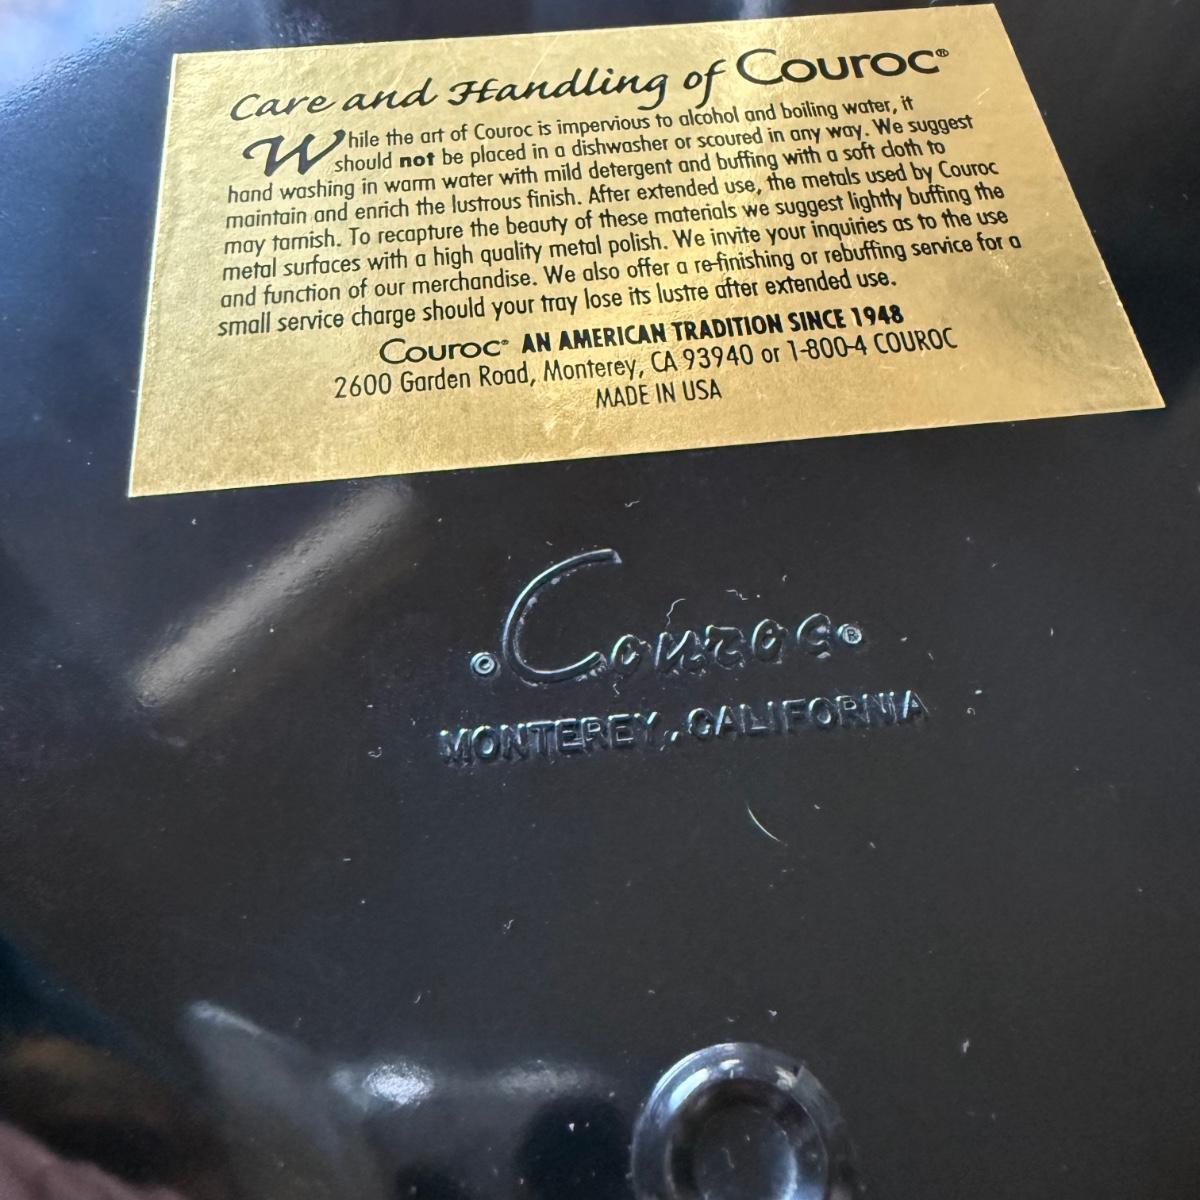 Care and Handling of Couroc®
While the art of Couroc is impervious to alcohol and boiling water, it
should not be placed in a dishwasher or scoured in any way. We suggest
hand washing in warm water with mild detergent and buffing with a soft cloth to
maintain and enrich the lustrous finish. After extended use, the metals used by Couroc
may tarnish. To recapture the beauty of these materials we suggest lightly buffing the
metal surfaces with a high quality metal polish. We invite your inquiries as to the use
and function of our merchandise. We also offer a re-finishing or rebuffing service for a
small service charge should your tray lose its lustre after extended use.
Couroc® AN AMERICAN TRADITION SINCE 1948
2600 Garden Road, Monterey, CA 93940 or 1-800-4 COUROC
MADE IN USA
© Couroc ®
MONTEREY, CALIFORNIA